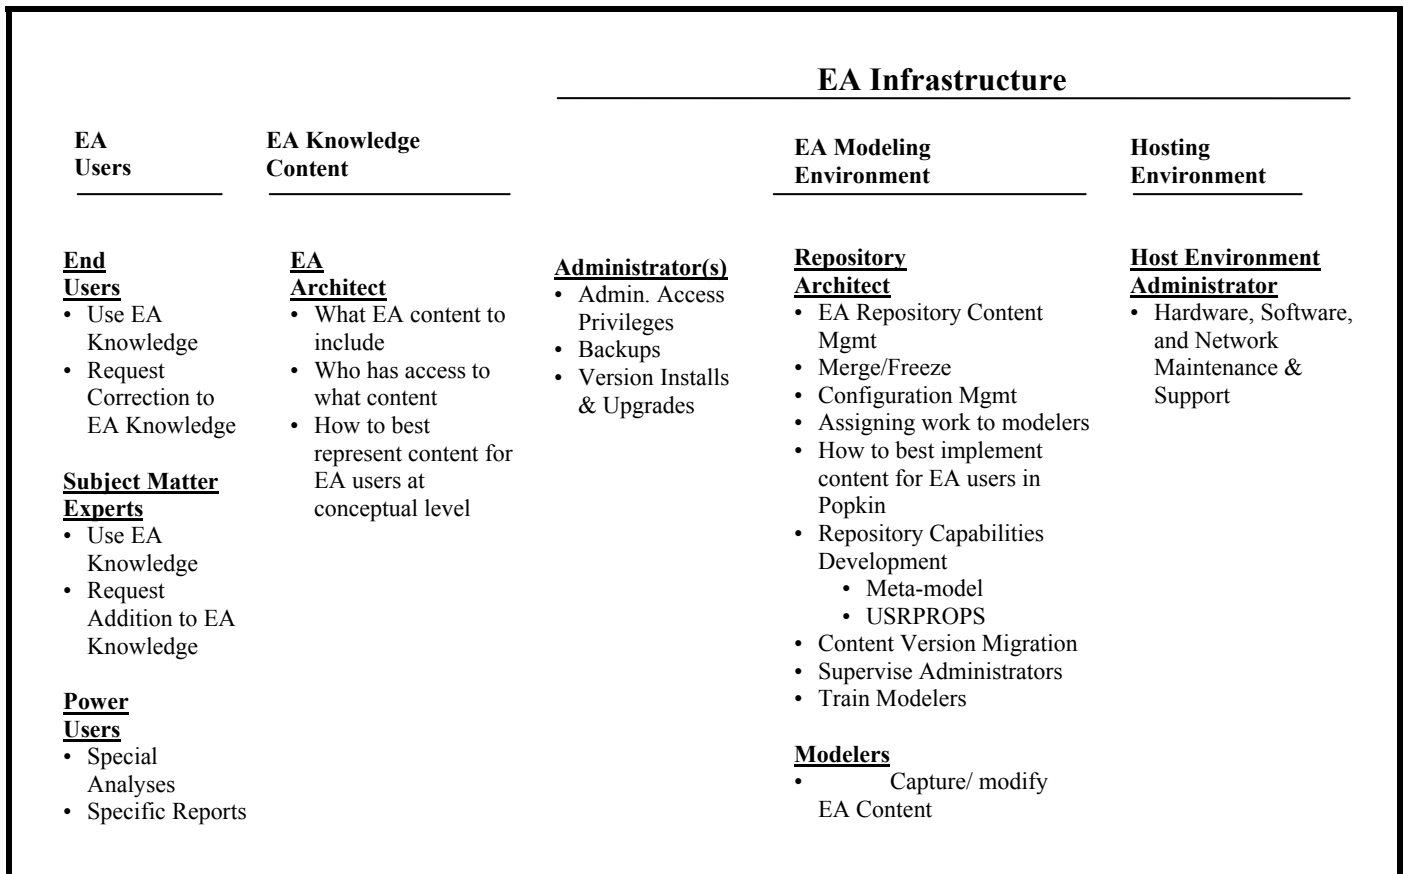 EA Infrastructure
EA
Users
EA Knowledge
Content
EA Modeling
Environment
Hosting
Environment
End
Users
• Use EA
Knowledge
• Request
Correction to
EA Knowledge
Subject Matter
Experts
• Use EA
Knowledge
• Request
Addition to EA
Knowledge
Power
Users
• Special
Analyses
• Specific Reports
EA
Architect
• What EA content to
include
• Who has access to
what content
• How to best
represent content for
EA users at
conceptual level
Administrator(s)
• Admin. Access
Privileges
• Backups
• Version Installs
& Upgrades
Repository
Architect
• EA Repository Content
Mgmt
• Merge/Freeze
• Configuration Mgmt
• Assigning work to modelers
• How to best implement
content for EA users in
Popkin
• Repository Capabilities
Development
• Meta-model
• USRPROPS
• Content Version Migration
• Supervise Administrators
• Train Modelers
Modelers
• Capture/ modify
EA Content
Host Environment
Administrator
• Hardware, Software,
and Network
Maintenance &
Support